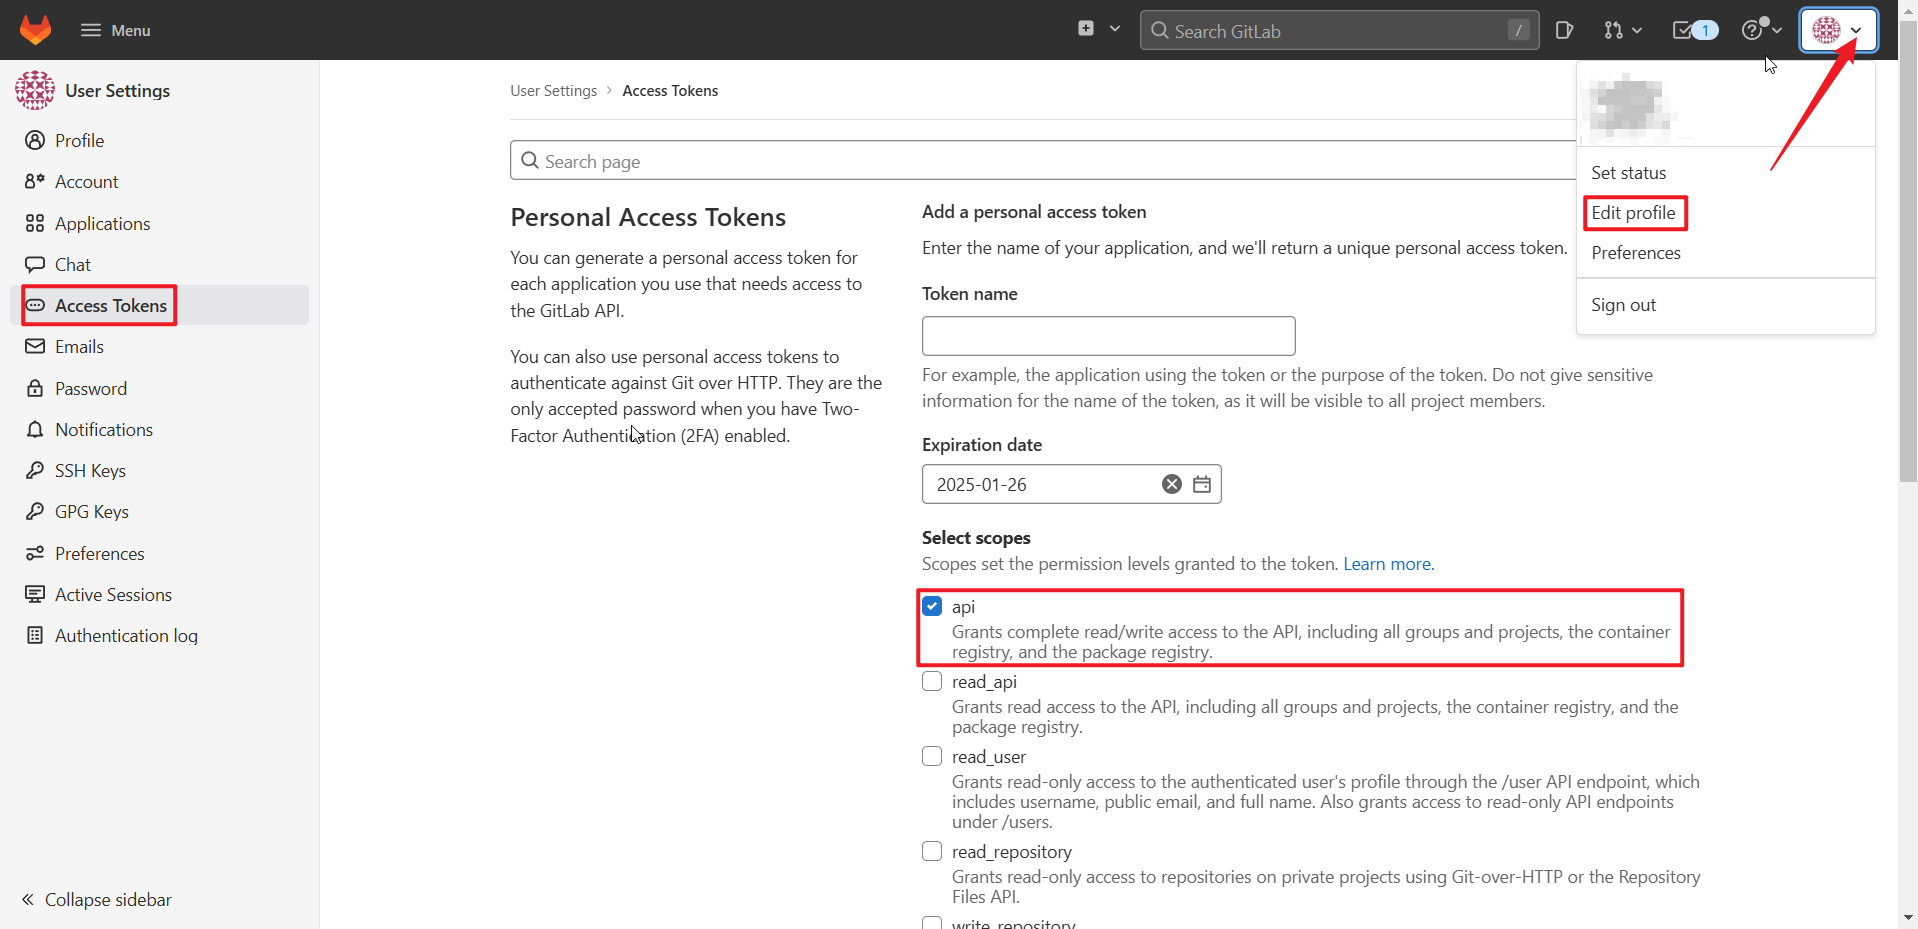 Menu
Search GitLab
/
1
User Settings
Profile
Account
Applications
Chat
Access Tokens
Emails
Password
Notifications
SSH Keys
GPG Keys
Preferences
Active Sessions
Authentication log
Collapse sidebar
User Settings > Access Tokens
Search page
Personal Access Tokens
You can generate a personal access token for
each application you use that needs access to
the GitLab API.
You can also use personal access tokens to
authenticate against Git over HTTP. They are the
only accepted password when you have Two-
Factor Authentication (2FA) enabled.
Add a personal access token
Enter the name of your application, and we'll return a unique personal access token.
Token name
For example, the application using the token or the purpose of the token. Do not give sensitive
information for the name of the token, as it will be visible to all project members.
Expiration date
2025-01-26
Select scopes
Scopes set the permission levels granted to the token. Learn more.
api
Grants complete read/write access to the API, including all groups and projects, the container
registry, and the package registry.
read_api
Grants read access to the API, including all groups and projects, the container registry, and the
package registry.
read_user
Grants read-only access to the authenticated user's profile through the /user API endpoint, which
includes username, public email, and full name. Also grants access to read-only API endpoints
under /users.
read_repository
Grants read-only access to repositories on private projects using Git-over-HTTP or the Repository
Files API.
write_repository
Set status
Edit profile
Preferences
Sign out